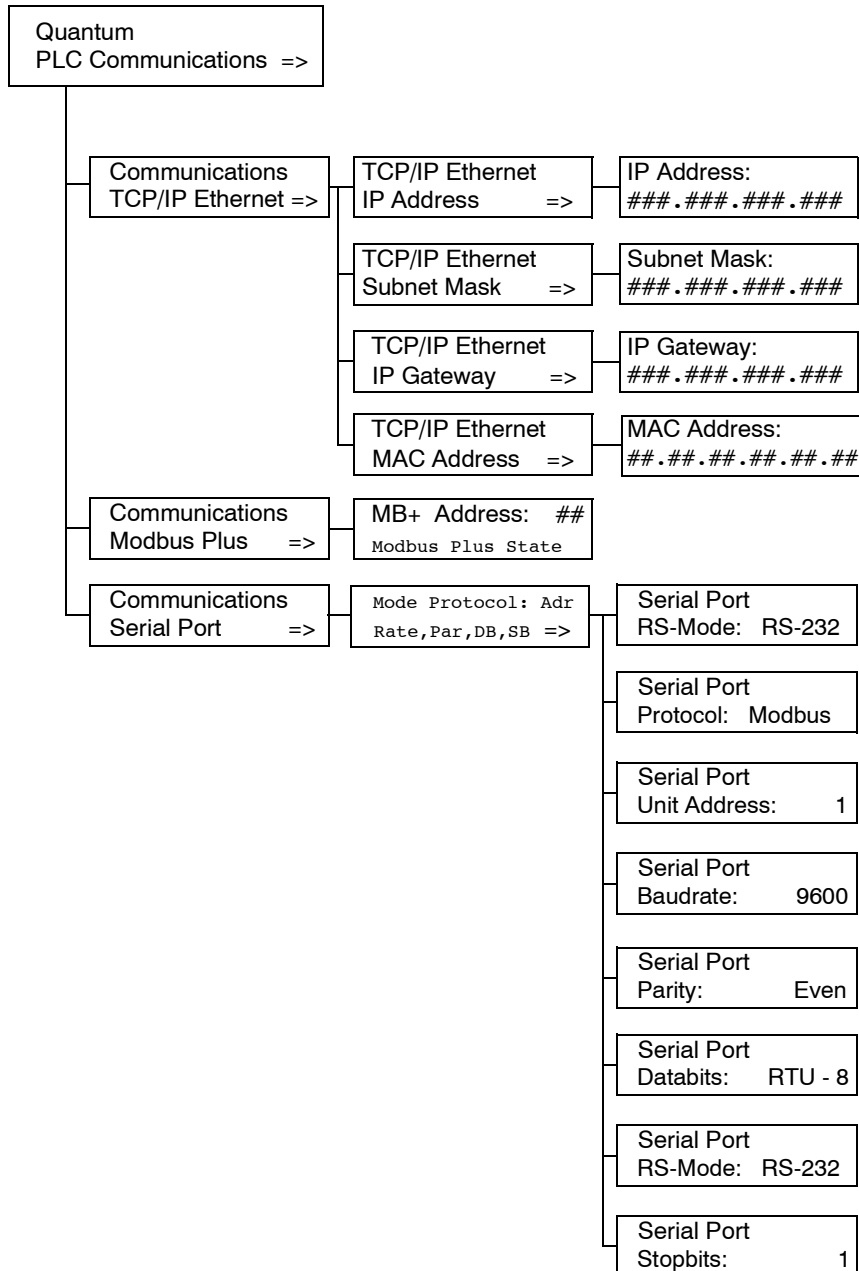 Quantum
PLC Communications =>
Communications
TCP/IP Ethernet =>
TCP/IP Ethernet
IP Address =>
IP Address:
###.###.###.###
TCP/IP Ethernet
Subnet Mask =>
Subnet Mask:
###.###.###.###
TCP/IP Ethernet
IP Gateway =>
IP Gateway:
###.###.###.###
TCP/IP Ethernet
MAC Address =>
MAC Address:
##.##.##.##.##.##
Communications
Modbus Plus =>
MB+ Address: ##
Modbus Plus State
Communications
Serial Port =>
Mode Protocol: Adr
Rate,Par,DB,SB =>
Serial Port
RS-Mode: RS-232
Serial Port
Protocol: Modbus
Serial Port
Unit Address: 1
Serial Port
Baudrate: 9600
Serial Port
Parity: Even
Serial Port
Databits: RTU - 8
Serial Port
RS-Mode: RS-232
Serial Port
Stopbits: 1